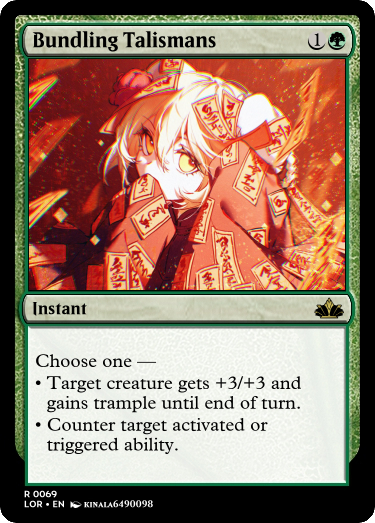 Bundling Talismans 1
Instant
Choose one —
• Target creature gets +3/+3 and
gains trample until end of turn.
• Counter target activated or
triggered ability.
R 0069
LOR • EN KINALA6490098